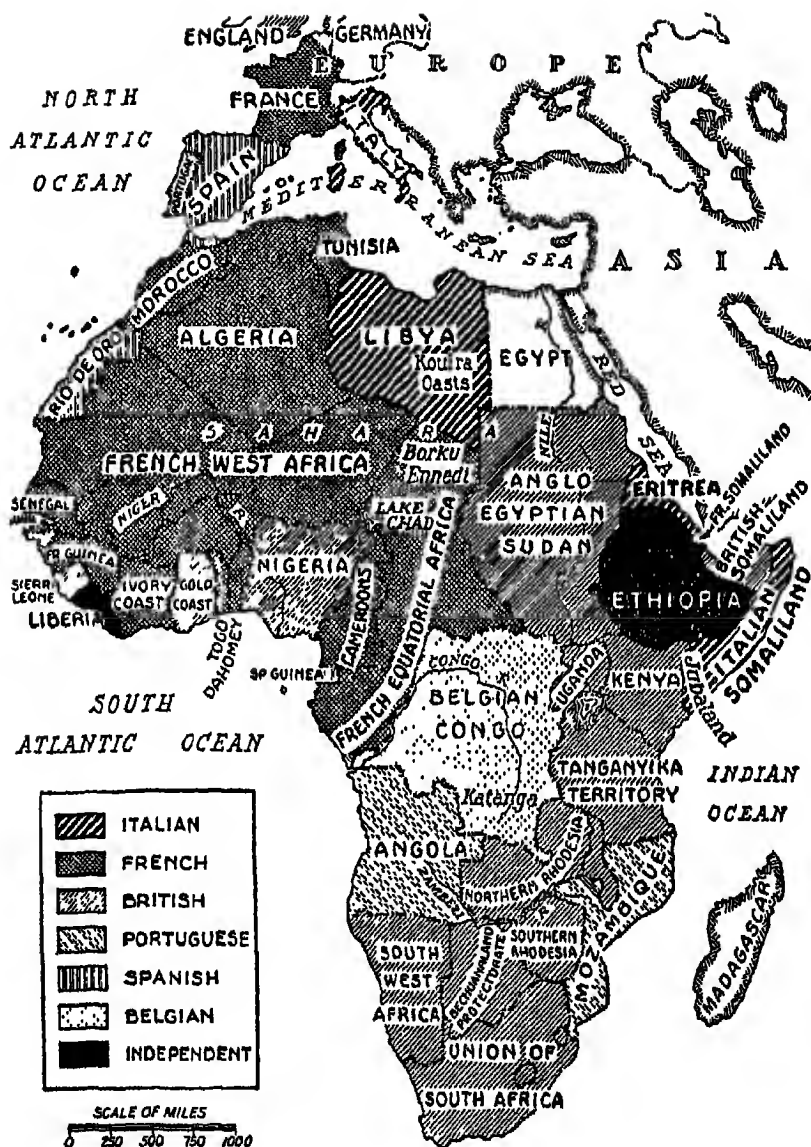 ENGLAND
GERMANY
EUROPE
FRANCE
NORTH
ATLANTIC
OCEAN
PORTUGAL
SPAIN
ITALY
MEDITERRANEAN SEA
ASIA
TUNISIA
MOROCCO
ALGERIA
LIBYA
Koufra
Oasis
EGYPT
RED
SEA
RIO DE ORO
SAHARA
FRENCH WEST AFRICA
Borku
Ennedi
NILE
ANGLO
EGYPTIAN
SUDAN
ERITREA
FR. SOMALILAND
BRITISH
SOMALILAND
SENEGAL
NIGER R.
LAKE
CHAD
FR. GUINEA
SIERRA
LEONE
LIBERIA
IVORY
COAST
GOLD
COAST
TOGO
DAHOMEY
NIGERIA
CAMEROONS
FRENCH EQUATORIAL AFRICA
SP. GUINEA
ETHIOPIA
ITALIAN
SOMALILAND
Jubaland
UGANDA
KENYA
CONGO
R.
BELGIAN
CONGO
Katanga
TANGANYIKA
TERRITORY
SOUTH
ATLANTIC OCEAN
INDIAN
OCEAN
ANGOLA
ZAMBEZI
R.
NORTHERN RHODESIA
SOUTHERN
RHODESIA
MOZAMBIQUE
MADAGASCAR
SOUTH
WEST
AFRICA
BECHUANALAND
PROTECTORATE
UNION OF
SOUTH AFRICA
ITALIAN
FRENCH
BRITISH
PORTUGUESE
SPANISH
BELGIAN
INDEPENDENT
SCALE OF MILES
0 250 500 750 1000